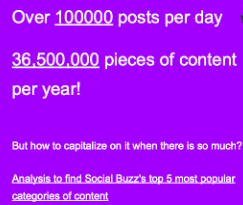 Over 100000 posts per day
36,500,000 pieces of content
per year!
But how to capitalize on it when there is so much?
Analysis to find Social Buzz's top 5 most popular
categories of content